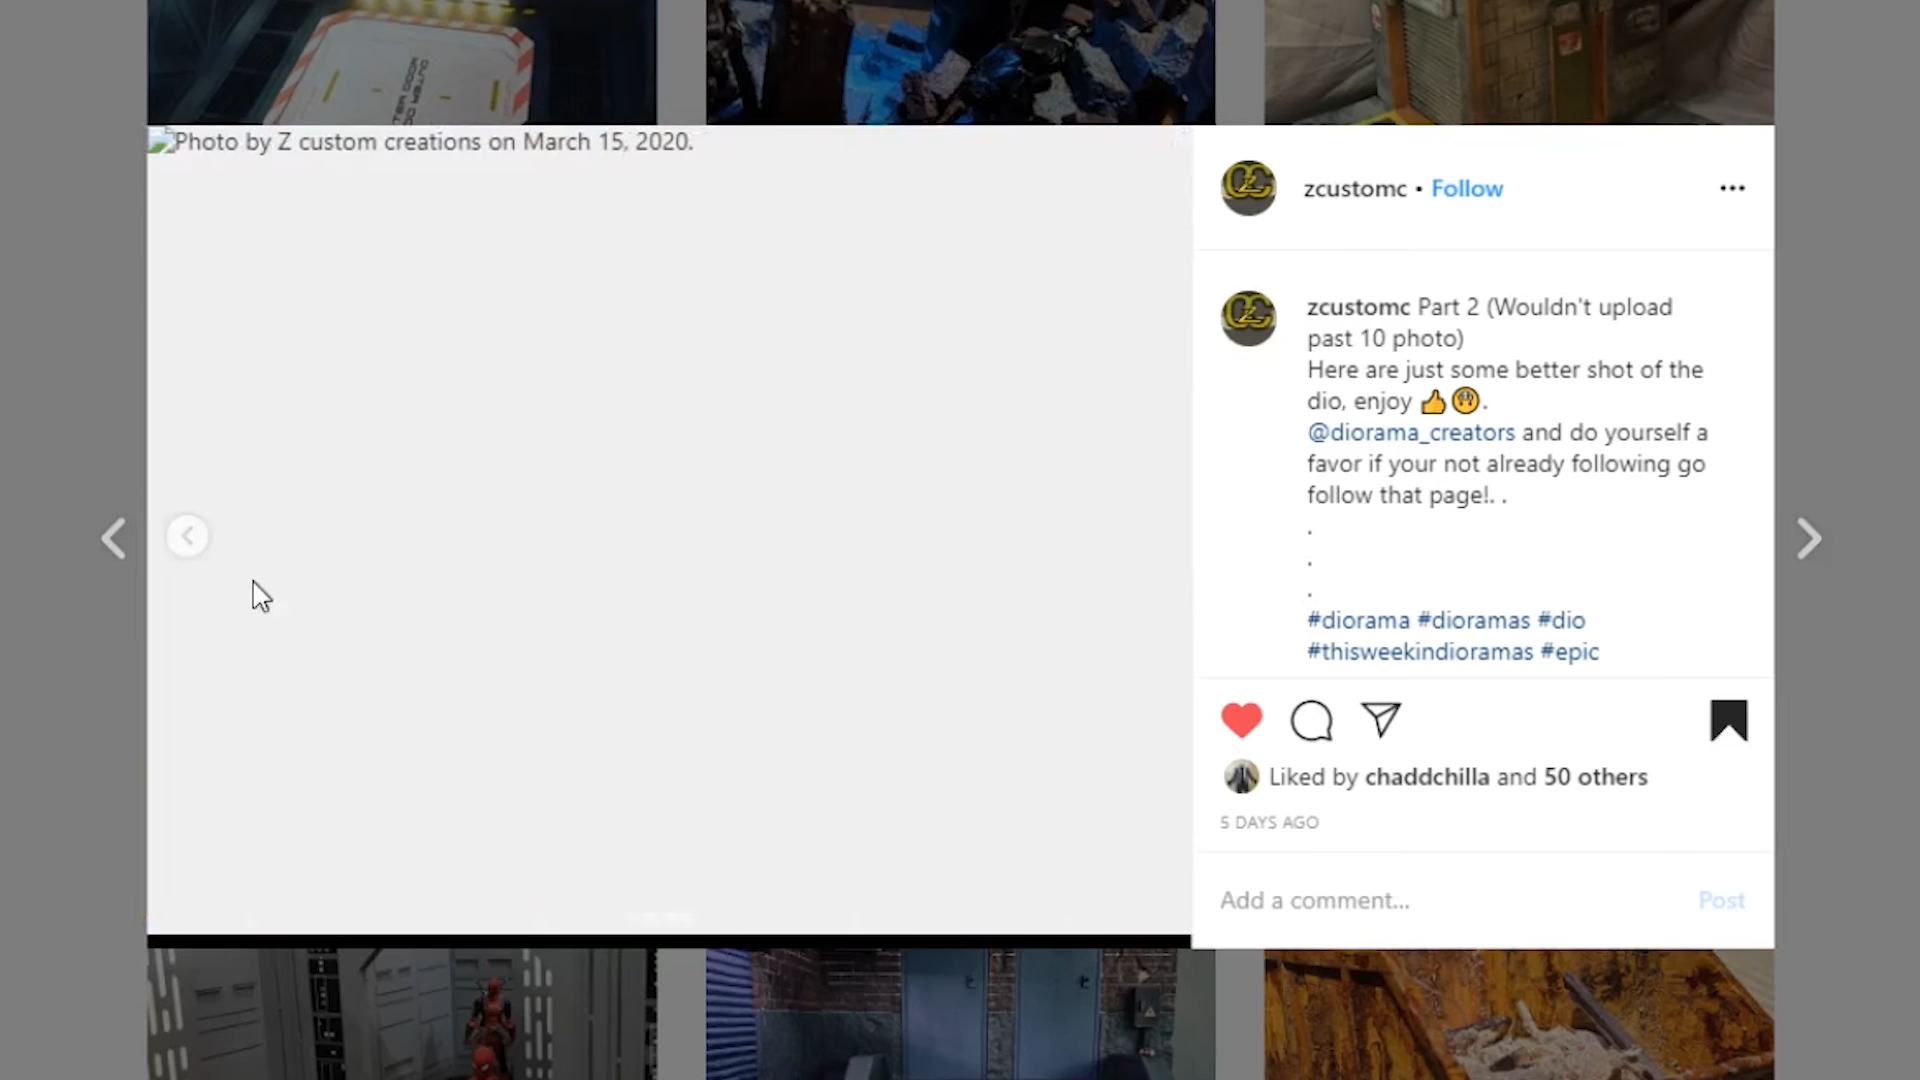 OUTER DOOR
Photo by Z custom creations on March 15, 2020.
zcustomc • Follow
zcustomc Part 2 (Wouldn't upload
past 10 photo)
Here are just some better shot of the
dio, enjoy 👍🤯.
@diorama_creators and do yourself a
favor if your not already following go
follow that page!. .
.
.
.
#diorama #dioramas #dio
#thisweekindioramas #epic
Liked by chaddchilla and 50 others
5 DAYS AGO
Add a comment... Post